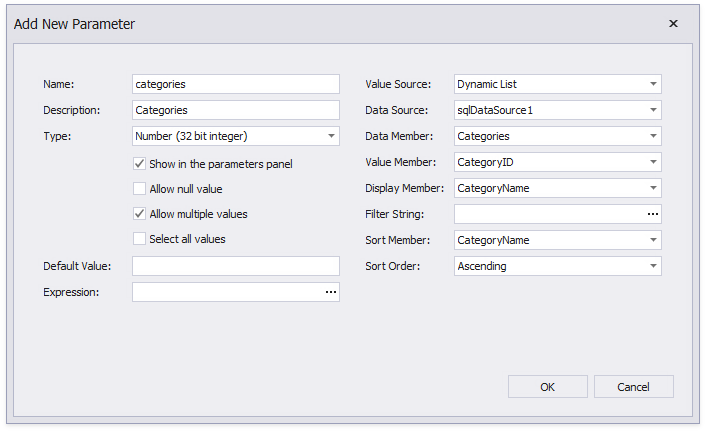 Add New Parameter
Name: categories
Description: Categories
Type: Number (32 bit integer)
Show in the parameters panel
Allow null value
Allow multiple values
Select all values
Default Value:
Expression: ...
Value Source: Dynamic List
Data Source: sqlDataSource1
Data Member: Categories
Value Member: CategoryID
Display Member: CategoryName
Filter String: ...
Sort Member: CategoryName
Sort Order: Ascending
OK Cancel